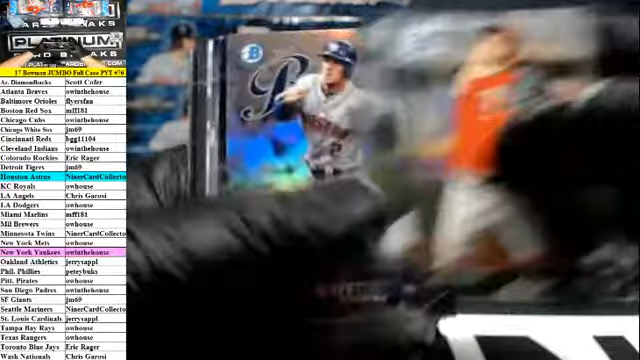 PLATINUM
17 Bowman JUMBO Full Case PYT #76
Az. Diamondbacks Scott Cofer
Atlanta Braves owinthehouse
Baltimore Orioles flyersfan
Boston Red Sox mff181
Chicago Cubs owinthehouse
Chicago White Sox jm69
Cincinnati Reds bgg11104
Cleveland Indians owinthehouse
Colorado Rockies Eric Rager
Detroit Tigers jm69
Houston Astros NinerCardCollecto
KC Royals owhouse
LA Angels Chris Garosi
LA Dodgers owhouse
Miami Marlins mff181
Mil Brewers owhouse
Minnesota Twins NinerCardCollecto
New York Mets owhouse
New York Yankees owinthehouse
Oakland Athletics jerrysappl
Phil. Phillies peteybuks
Pitt. Pirates owhouse
San Diego Padres owinthehouse
SF Giants jm69
Seattle Mariners NinerCardCollecto
St. Louis Cardinals jerrysappl
Tampa Bay Rays owhouse
Texas Rangers owhouse
Toronto Blue Jays Eric Rager
Wash Nationals Chris Garosi